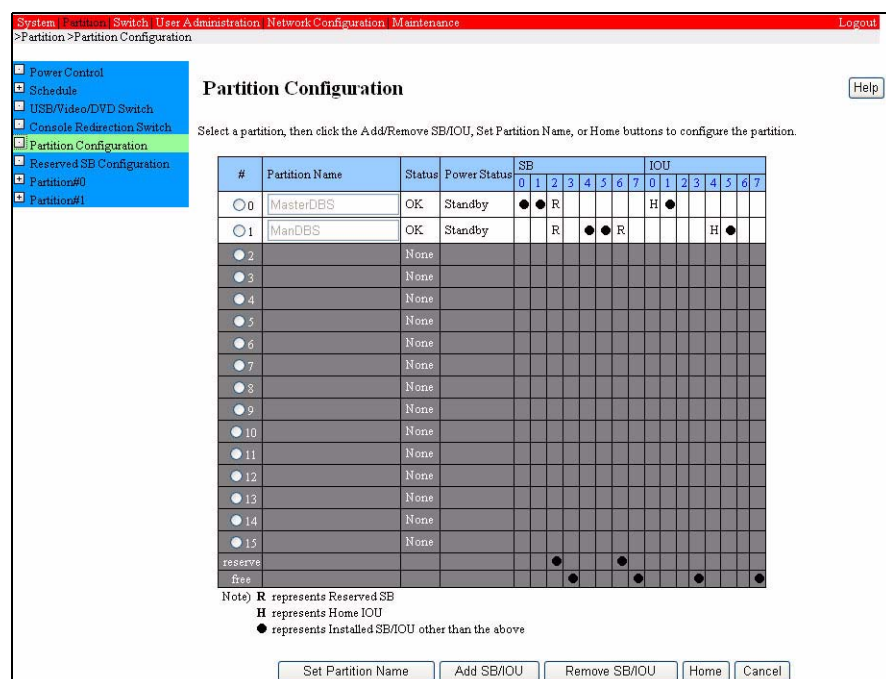 System | Partition | Switch | User Administration | Network Configuration | Maintenance Logout
>Partition >Partition Configuration
Power Control
Schedule
USB/Video/DVD Switch
Console Redirection Switch
Partition Configuration
Reserved SB Configuration
Partition#0
Partition#1
Partition Configuration
Help
Select a partition, then click the Add/Remove SB/IOU, Set Partition Name, or Home buttons to configure the partition.
# Partition Name Status Power Status SB IOU
0 1 2 3 4 5 6 7 0 1 2 3 4 5 6 7
0 MasterDBS OK Standby ● ● R H ●
1 ManDBS OK Standby R ● ● R H ●
2 None
3 None
4 None
5 None
6 None
7 None
8 None
9 None
10 None
11 None
12 None
13 None
14 None
15 None
reserve ● ●
free ● ● ● ●
Note) R represents Reserved SB
H represents Home IOU
● represents Installed SB/IOU other than the above
Set Partition Name Add SB/IOU Remove SB/IOU Home Cancel